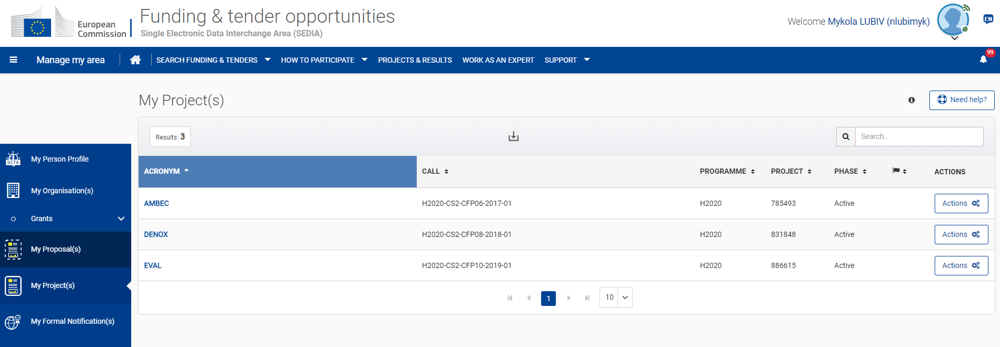 European
Commission
Funding & tender opportunities
Single Electronic Data Interchange Area (SEDIA)
Welcome Mykola LUBIV (nlubimyk)
EN
Manage my area
SEARCH FUNDING & TENDERS
HOW TO PARTICIPATE
PROJECTS & RESULTS
WORK AS AN EXPERT
SUPPORT
99
My Project(s)
Need help?
Results: 3
Search..
BETA
My Person Profile
My Organisation(s)
Grants
My Proposal(s)
My Project(s)
My Formal Notification(s)
ACRONYM CALL PROGRAMME PROJECT PHASE ACTIONS
AMBEC H2020-CS2-CFP06-2017-01 H2020 785493 Active Actions
DENOX H2020-CS2-CFP08-2018-01 H2020 831848 Active Actions
EVAL H2020-CS2-CFP10-2019-01 H2020 886615 Active Actions
1 10